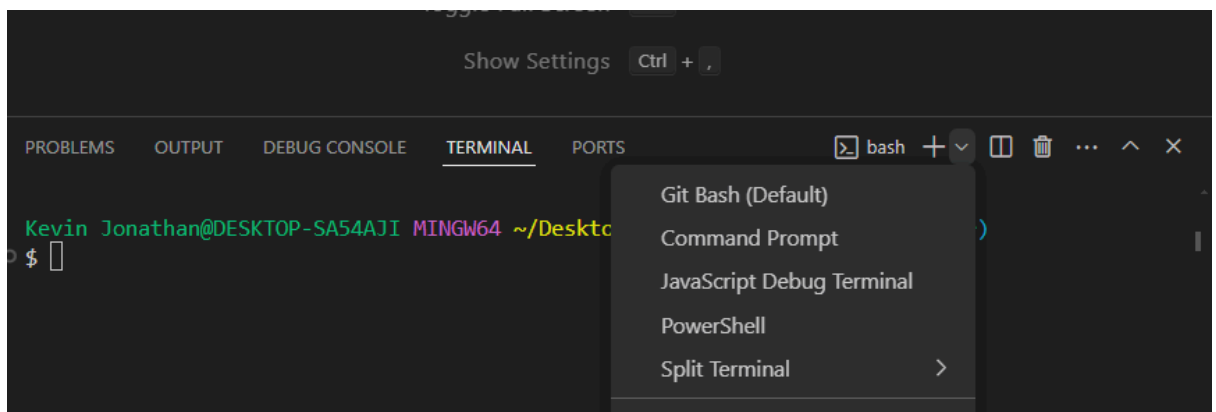 Show Settings Ctrl + ,
PROBLEMS OUTPUT DEBUG CONSOLE TERMINAL PORTS bash
Git Bash (Default)
Kevin Jonathan@DESKTOP-SA54AJI MINGW64 ~/Deskto )
Command Prompt
$
JavaScript Debug Terminal
PowerShell
Split Terminal